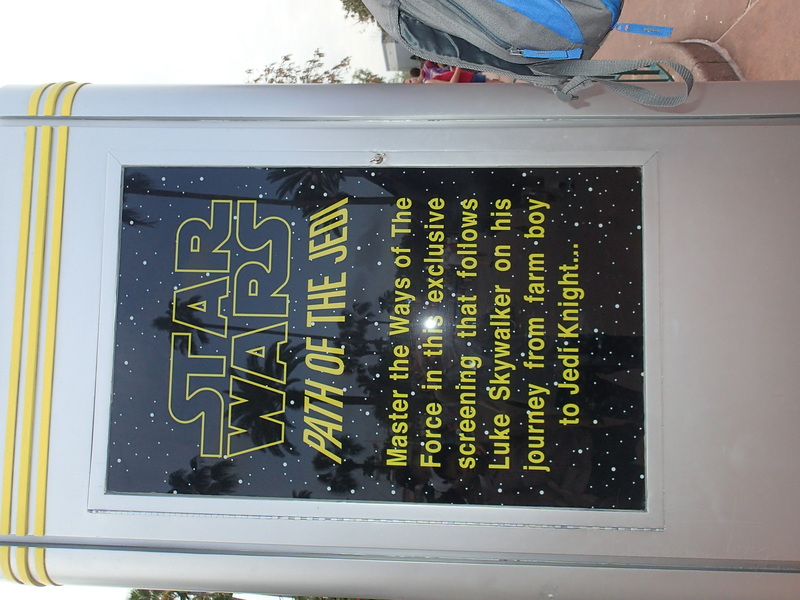 STAR
WARS
PATH OF THE JEDI
Master the Ways of The
Force in this exclusive
screening that follows
Luke Skywalker on his
journey from farm boy
to Jedi Knight...